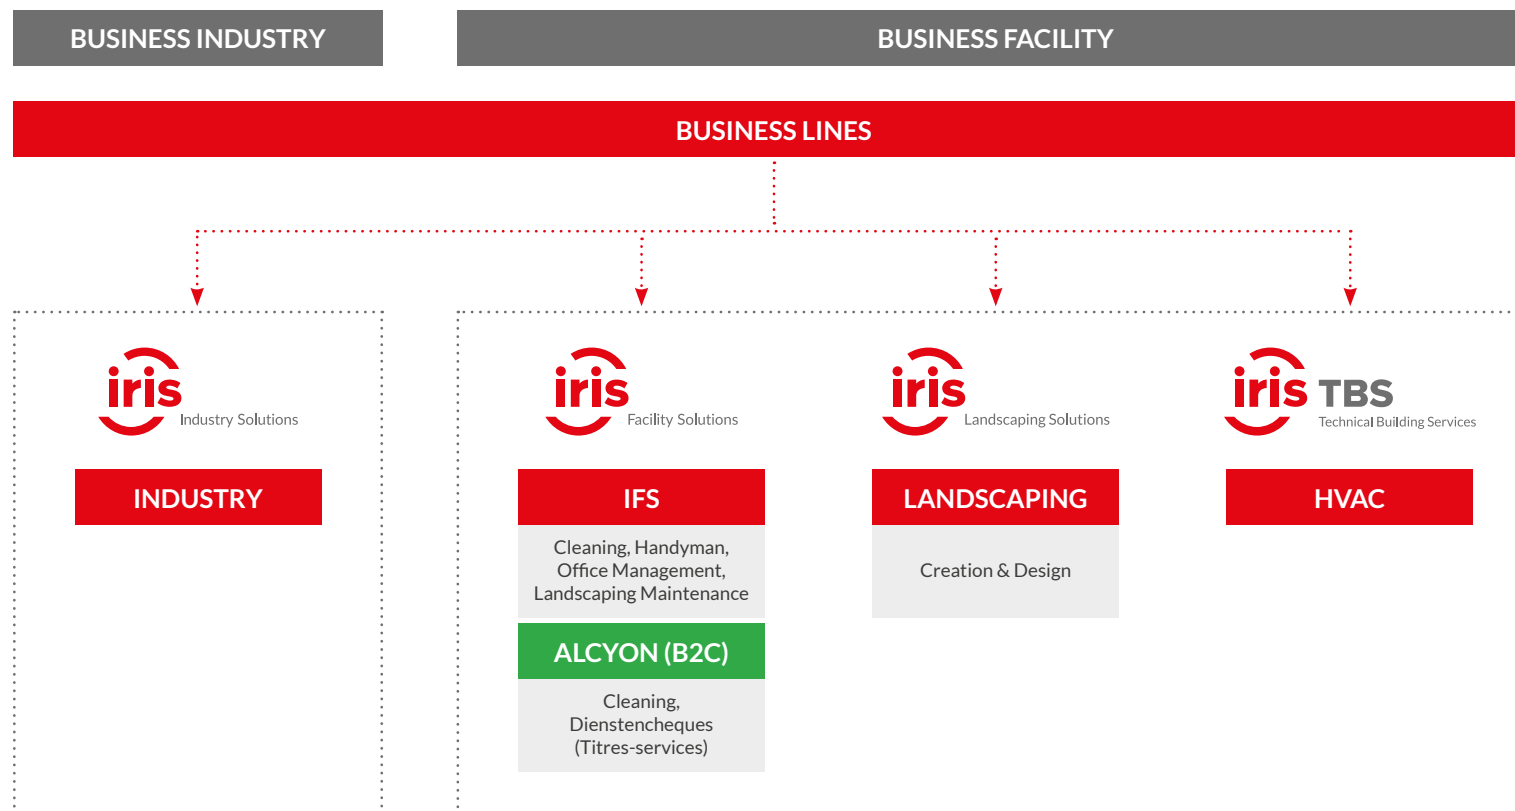 BUSINESS INDUSTRY
BUSINESS FACILITY
BUSINESS LINES
iris
Industry Solutions
INDUSTRY
iris
Facility Solutions
IFS
Cleaning, Handyman,
Office Management,
Landscaping Maintenance
ALCYON (B2C)
Cleaning,
Dienstencheques
(Titres-services)
iris
Landscaping Solutions
LANDSCAPING
Creation & Design
iris TBS
Technical Building Services
HVAC